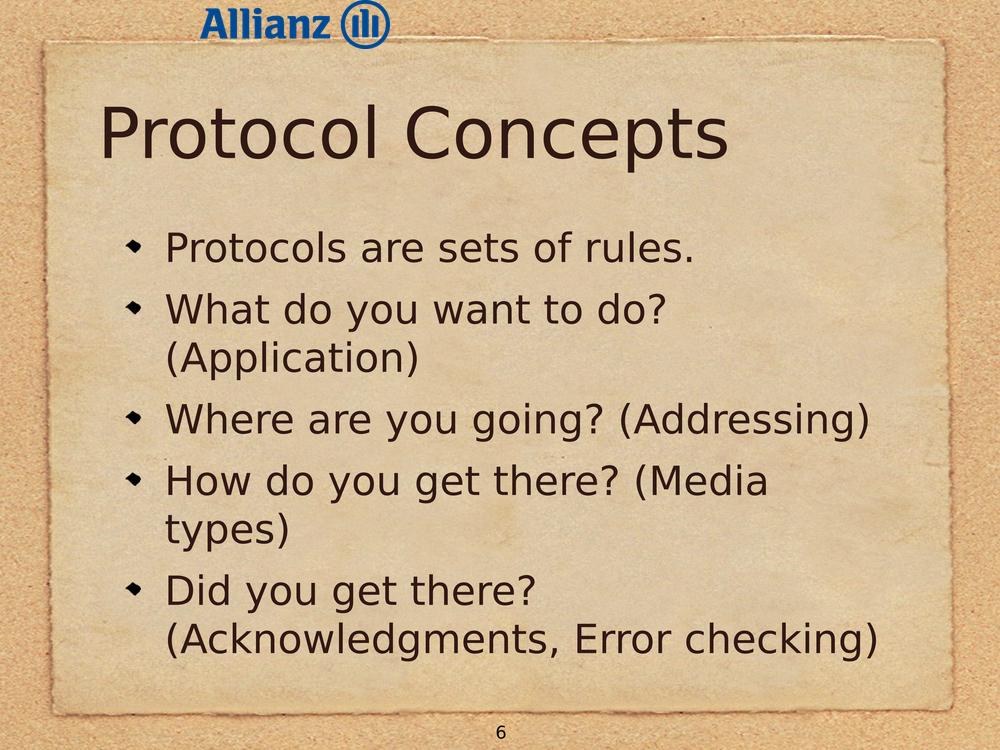 Allianz
Protocol Concepts
Protocols are sets of rules.
What do you want to do?
(Application)
Where are you going? (Addressing)
How do you get there? (Media
types)
Did you get there?
(Acknowledgments, Error checking)
6